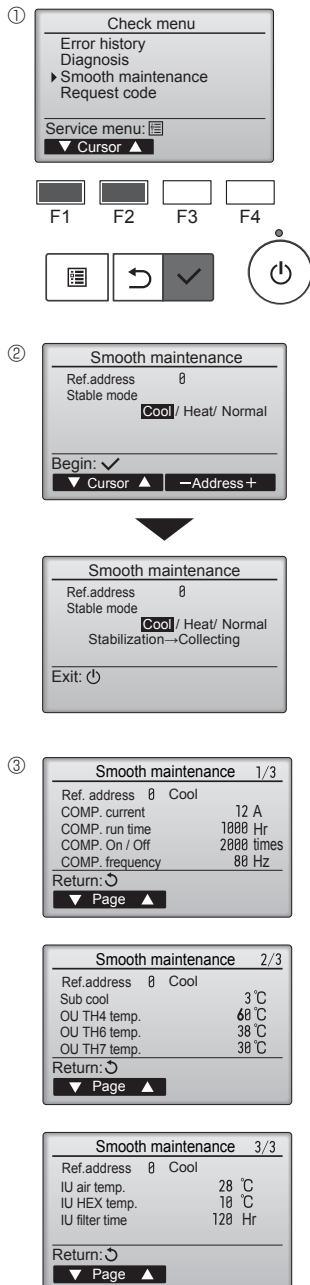 ①
Check menu
Error history
Diagnosis
Smooth maintenance
Request code
Service menu:
▼ Cursor ▲
F1 F2 F3 F4
②
Smooth maintenance
Ref.address 0
Stable mode
Cool / Heat/ Normal
Begin: ✓
▼ Cursor ▲ －Address＋
Smooth maintenance
Ref.address 0
Stable mode
Cool / Heat/ Normal
Stabilization→Collecting
Exit:
③
Smooth maintenance 1/3
Ref. address 0 Cool
COMP. current 12 A
COMP. run time 1000 Hr
COMP. On / Off 2000 times
COMP. frequency 80 Hz
Return:
▼ Page ▲
Smooth maintenance 2/3
Ref.address 0 Cool
Sub cool 3℃
OU TH4 temp. 60℃
OU TH6 temp. 38℃
OU TH7 temp. 30℃
Return:
▼ Page ▲
Smooth maintenance 3/3
Ref.address 0 Cool
IU air temp. 28 ℃
IU HEX temp. 10 ℃
IU filter time 120 Hr
Return:
▼ Page ▲